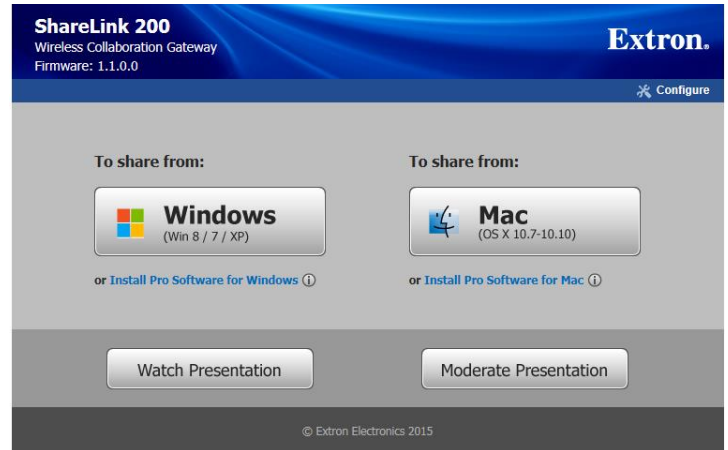 ShareLink 200
Wireless Collaboration Gateway
Firmware: 1.1.0.0
Extron.
Configure
To share from:
Windows
(Win 8 / 7 / XP)
or Install Pro Software for Windows
To share from:
Mac
(OS X 10.7-10.10)
or Install Pro Software for Mac
Watch Presentation
Moderate Presentation
© Extron Electronics 2015